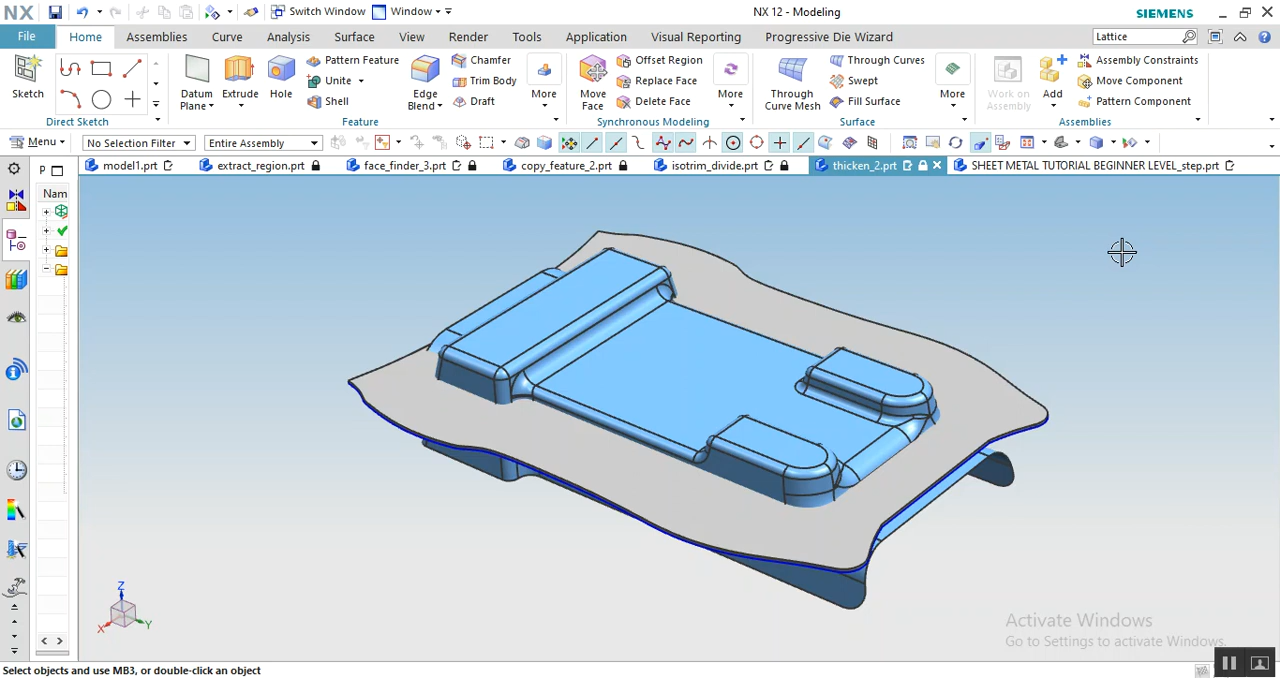 NX Switch Window Window NX 12 - Modeling SIEMENS
File Home Assemblies Curve Analysis Surface View Render Tools Application Visual Reporting Progressive Die Wizard Lattice
Sketch Datum Plane Extrude Hole Pattern Feature Unite Shell Edge Blend Chamfer Trim Body Draft More Move Face Offset Region Replace Face Delete Face More Through Curve Mesh Through Curves Swept Fill Surface More Work on Assembly Add Assembly Constraints Move Component Pattern Component
Direct Sketch Feature Synchronous Modeling Surface Assemblies
Menu No Selection Filter Entire Assembly
P model1.prt extract_region.prt face_finder_3.prt copy_feature_2.prt isotrim_divide.prt thicken_2.prt SHEET METAL TUTORIAL BEGINNER LEVEL_step.prt
Nam
Z
X Y
Activate Windows
Go to Settings to activate Windows.
Select objects and use MB3, or double-click an object